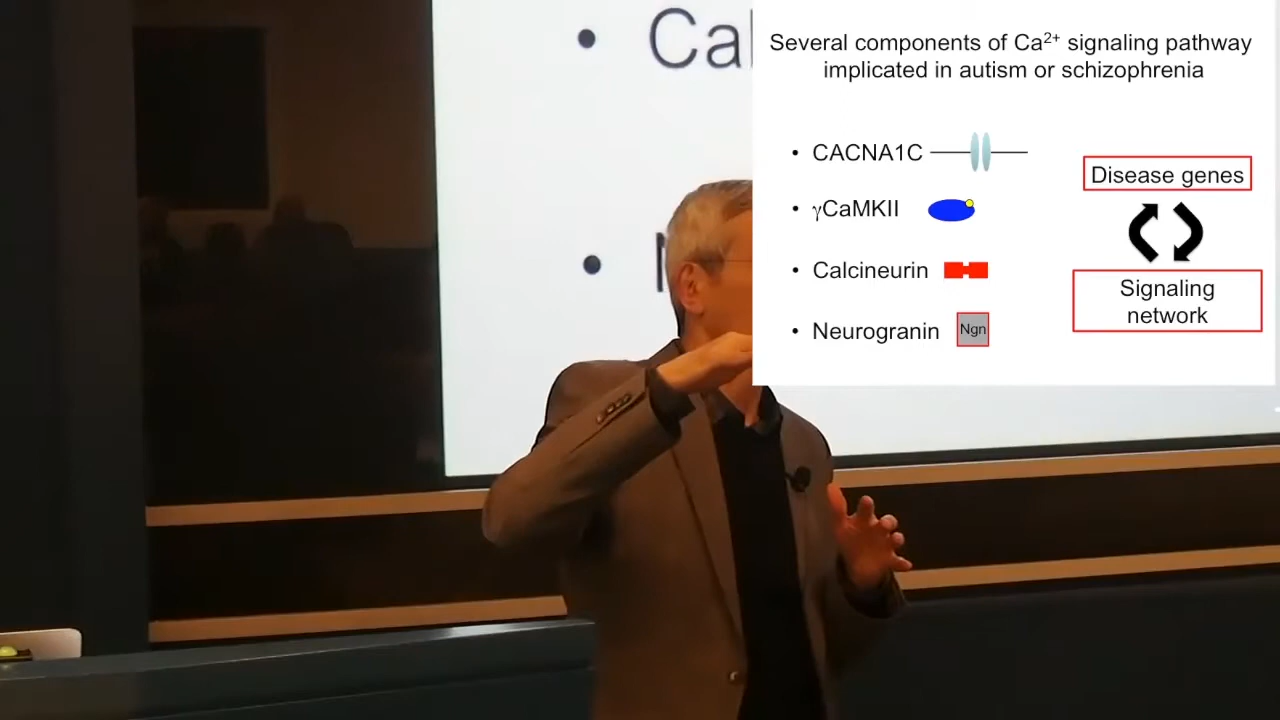 Cal
Several components of Ca²⁺ signaling pathway
implicated in autism or schizophrenia
• CACNA1C
• γCaMKII
• Calcineurin
• Neurogranin
Ngn
Disease genes
Signaling
network